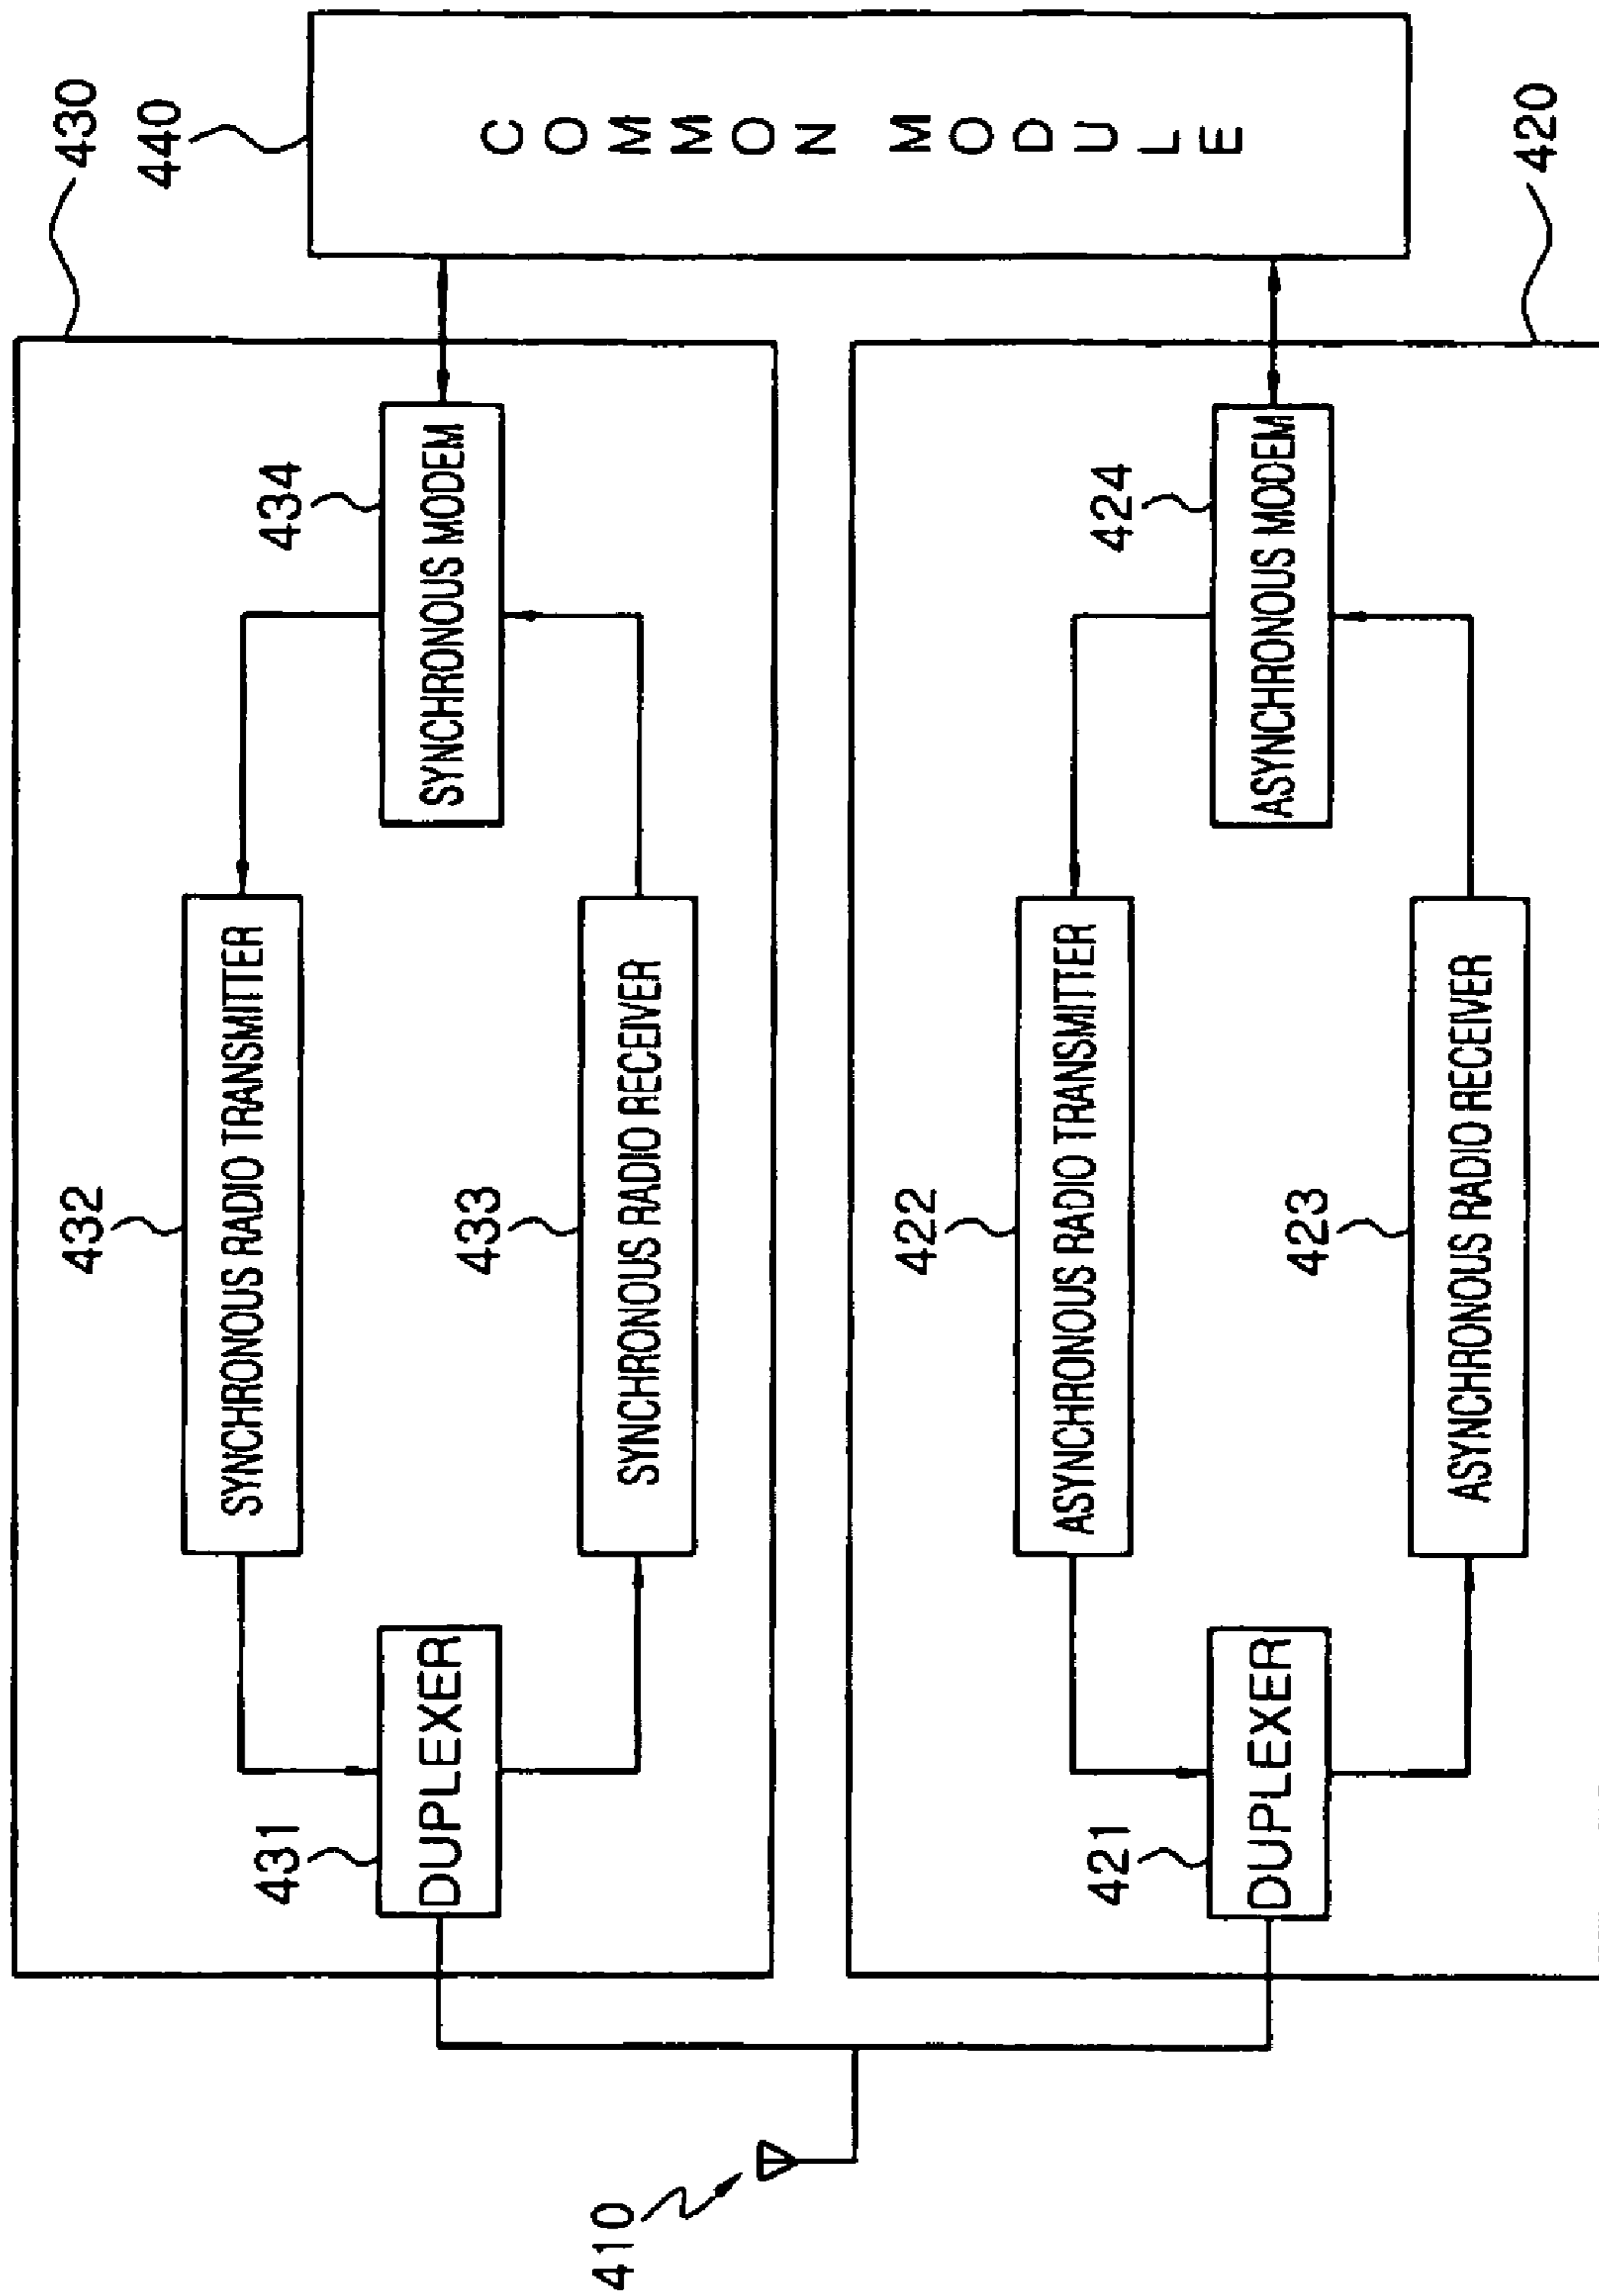 430
440
COMMON MODULE
432
SYNCHRONOUS RADIO TRANSMITTER
434
SYNCHRONOUS MODEM
431
DUPLEXER
433
SYNCHRONOUS RADIO RECEIVER
410
422
ASYNCHRONOUS RADIO TRANSMITTER
424
ASYNCHRONOUS MODEM
421
DUPLEXER
423
ASYNCHRONOUS RADIO RECEIVER
420